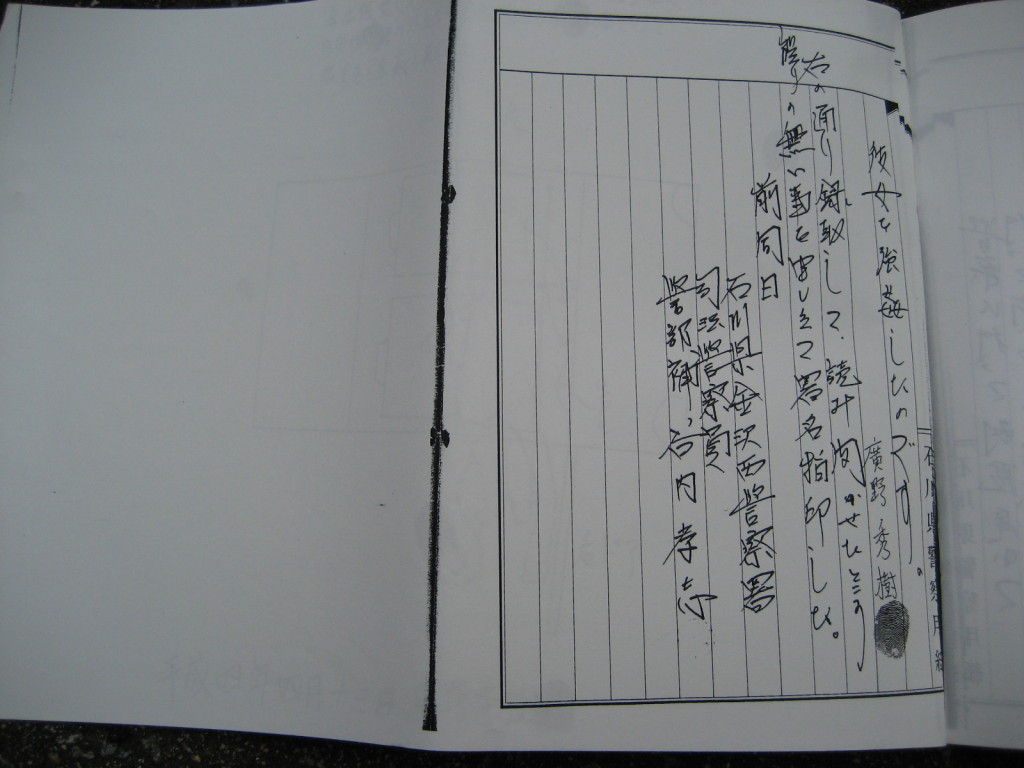 彼女を強姦したのです。
廣野秀樹
右の通り録取して、読み聞かせたところ
誤りの無い事を申し立て署名指印した。
前同日
石川県金沢西警察署
司法警察員
警部補 谷内孝志
石川県警察用紙